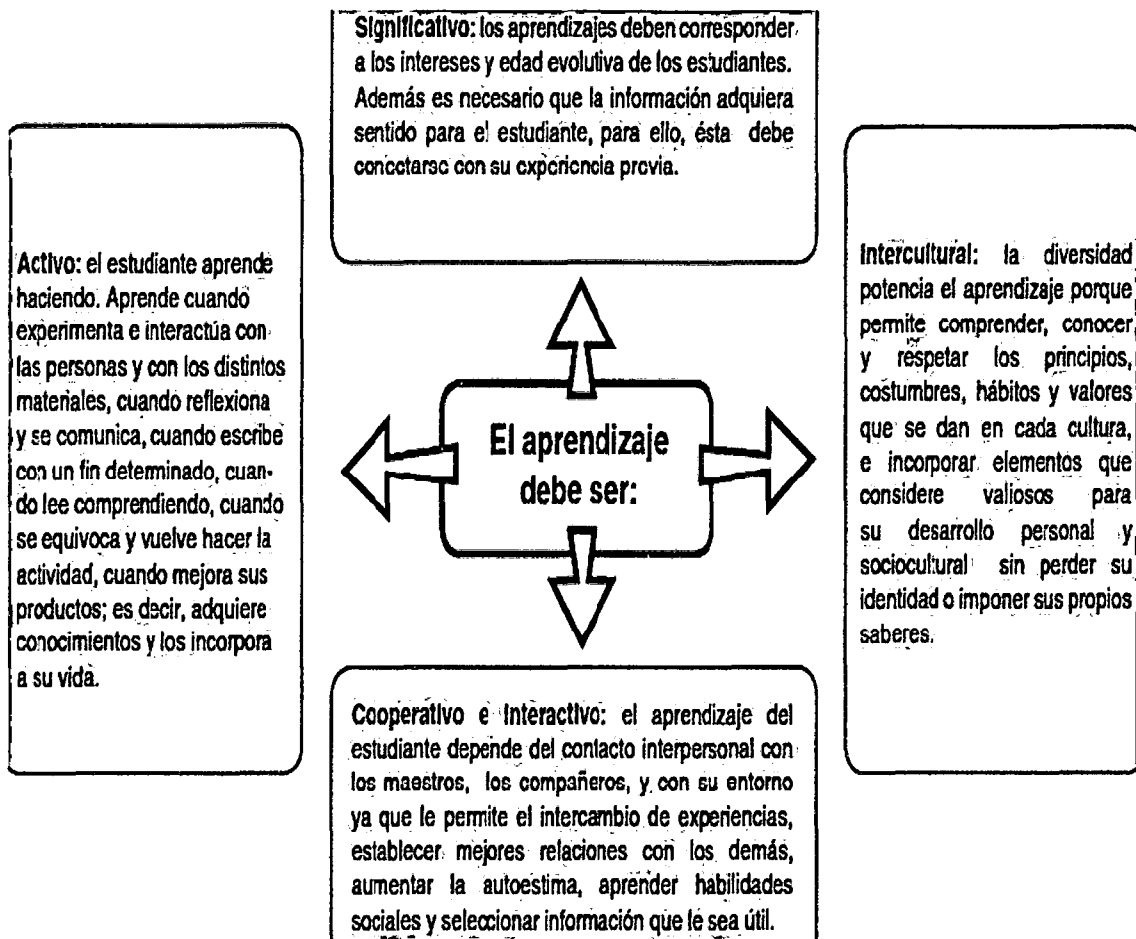 Significativo: los aprendizajes deben corresponder
a los intereses y edad evolutiva de los estudiantes.
Además es necesario que la información adquiera
sentido para el estudiante, para ello, ésta debe
conectarse con su experiencia previa.
Activo: el estudiante aprende
haciendo. Aprende cuando
experimenta e interactúa con
las personas y con los distintos
materiales, cuando reflexiona
y se comunica, cuando escribe
con un fin determinado, cuan-
do lee comprendiendo, cuando
se equivoca y vuelve hacer la
actividad, cuando mejora sus
productos; es decir, adquiere
conocimientos y los incorpora
a su vida.
El aprendizaje
debe ser:
Intercultural: la diversidad
potencia el aprendizaje porque
permite comprender, conocer
y respetar los principios,
costumbres, hábitos y valores
que se dan en cada cultura,
e incorporar elementos que
considere valiosos para
su desarrollo personal y
sociocultural sin perder su
identidad o imponer sus propios
saberes.
Cooperativo e Interactivo: el aprendizaje del
estudiante depende del contacto interpersonal con
los maestros, los compañeros, y con su entorno
ya que le permite el intercambio de experiencias,
establecer mejores relaciones con los demás,
aumentar la autoestima, aprender habilidades
sociales y seleccionar información que le sea útil.